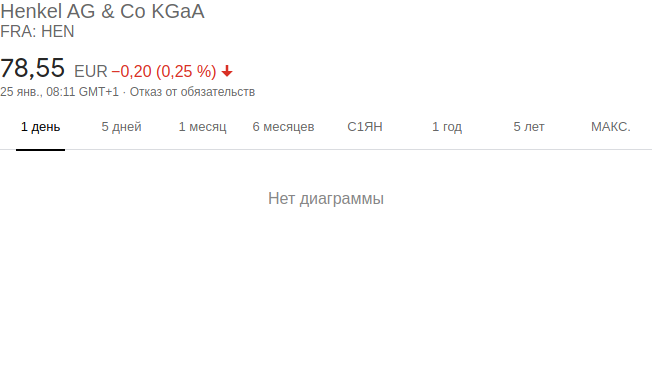 Henkel AG & Co KGaA
FRA: HEN
78,55 EUR −0,20 (0,25 %)
25 янв., 08:11 GMT+1 · Отказ от обязательств
1 день 5 дней 1 месяц 6 месяцев С1ЯН 1 год 5 лет МАКС.
Нет диаграммы